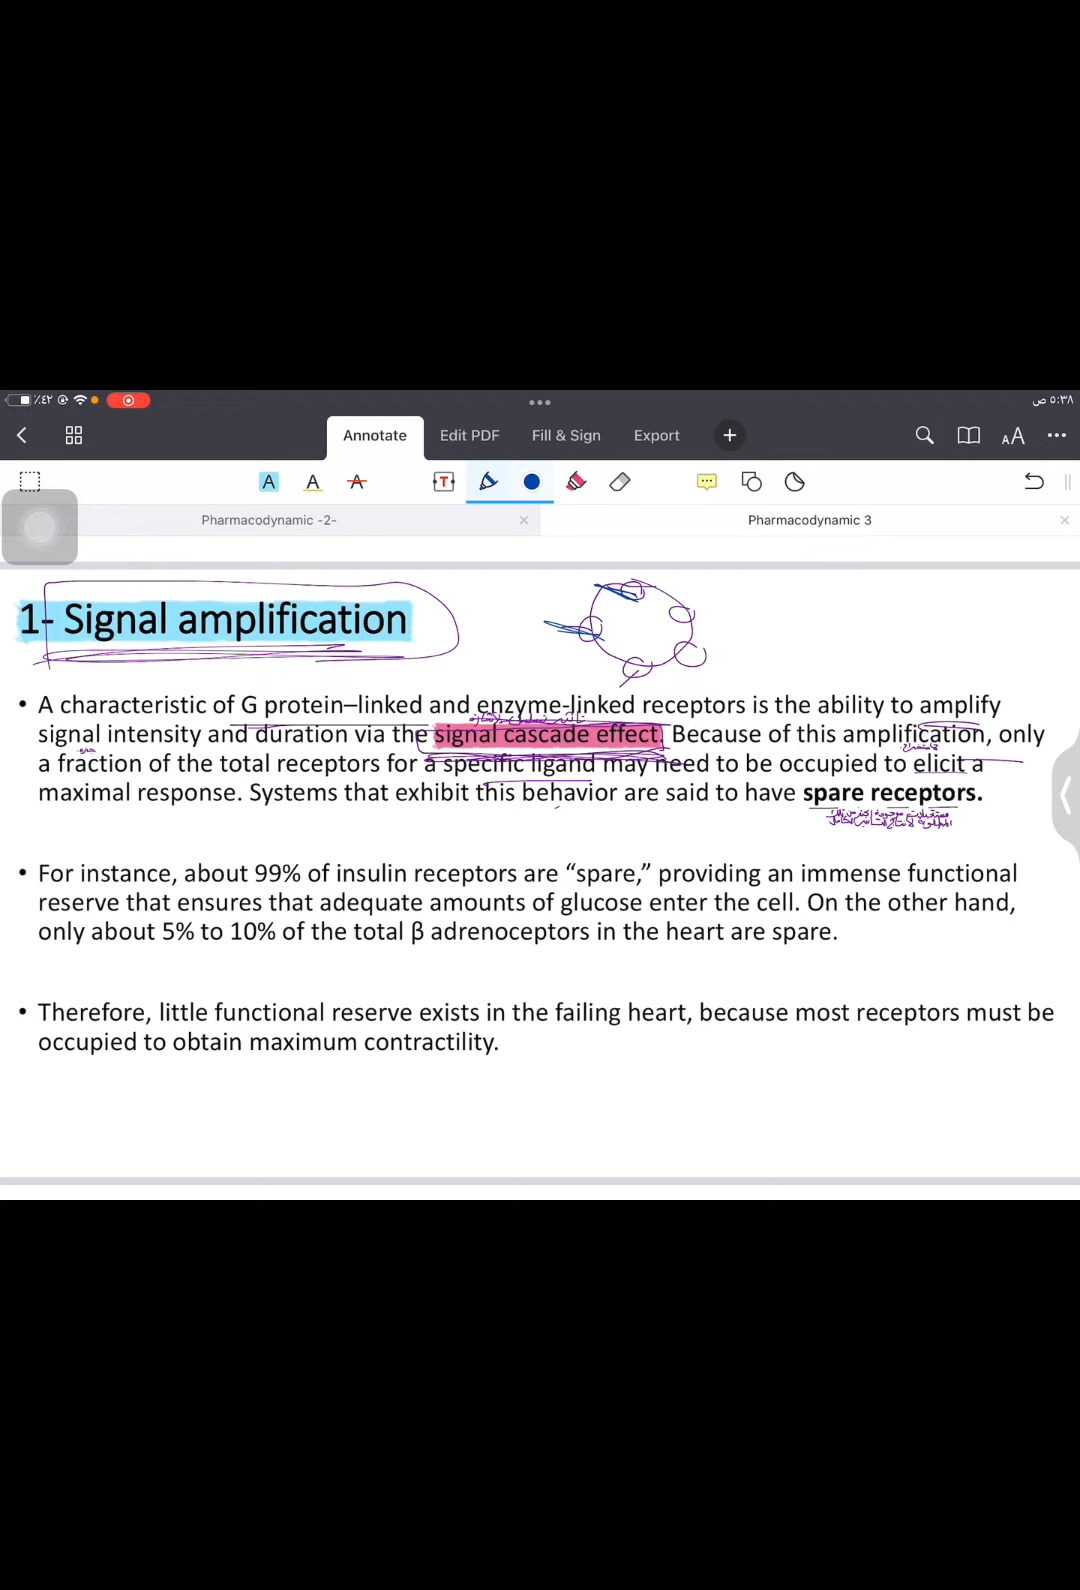 ٪٤٢
٥:٣٨ ص
Annotate Edit PDF Fill & Sign Export
AA
A A A T
Pharmacodynamic -2- Pharmacodynamic 3
1- Signal amplification
• A characteristic of G protein–linked and enzyme-linked receptors is the ability to amplify
signal intensity and duration via the signal cascade effect. Because of this amplification, only
a fraction of the total receptors for a specific ligand may need to be occupied to elicit a
maximal response. Systems that exhibit this behavior are said to have spare receptors.
• For instance, about 99% of insulin receptors are “spare,” providing an immense functional
reserve that ensures that adequate amounts of glucose enter the cell. On the other hand,
only about 5% to 10% of the total β adrenoceptors in the heart are spare.
• Therefore, little functional reserve exists in the failing heart, because most receptors must be
occupied to obtain maximum contractility.